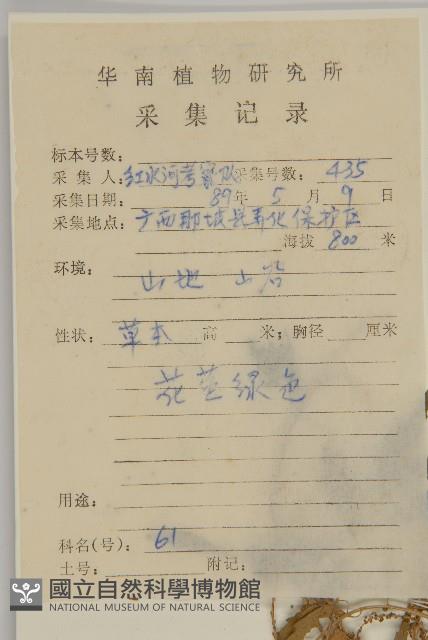 华南植物研究所
采集记录
标本号数:
采集人: 红水河考察队 采集号数: 435
采集日期: 89年 5月 9日
采集地点: 广西那坡县弄化保护区
海拔 800 米
环境: 山地 山谷
性状: 草本 高 米; 胸径 厘米
花茎绿色
用途:
科名(号): 61
土号: 附记:
國立自然科學博物館
NATIONAL MUSEUM OF NATURAL SCIENCE